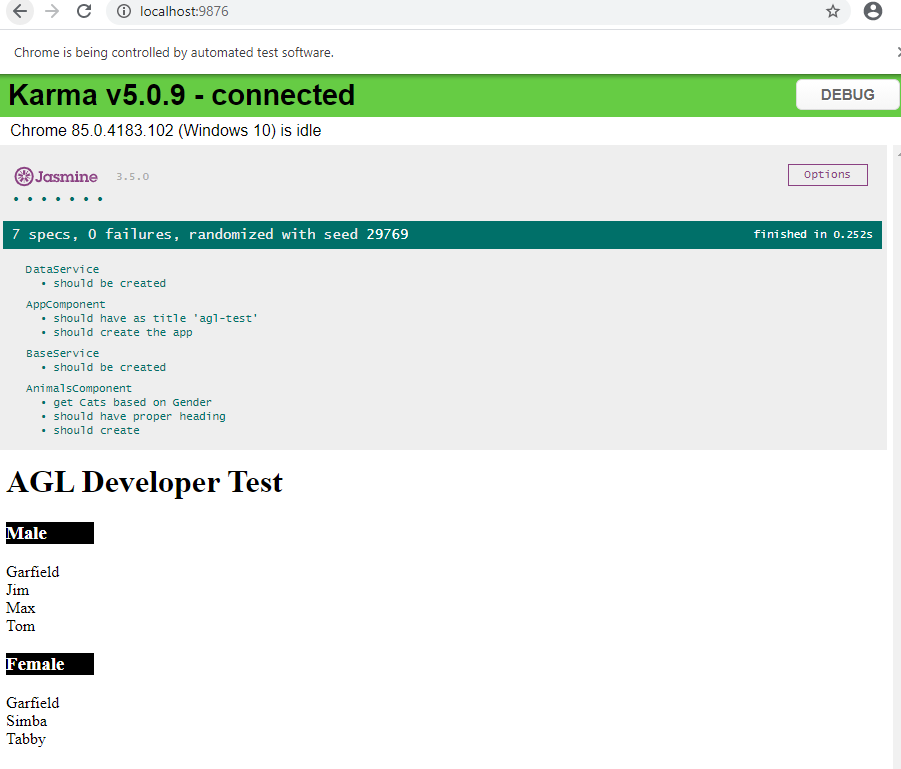 localhost:9876
Chrome is being controlled by automated test software.
Karma v5.0.9 - connected
DEBUG
Chrome 85.0.4183.102 (Windows 10) is idle
Jasmine 3.5.0
Options
7 specs, 0 failures, randomized with seed 29769
finished in 0.252s
DataService
• should be created
AppComponent
• should have as title 'agl-test'
• should create the app
BaseService
• should be created
AnimalsComponent
• get Cats based on Gender
• should have proper heading
• should create
AGL Developer Test
Male
Garfield
Jim
Max
Tom
Female
Garfield
Simba
Tabby